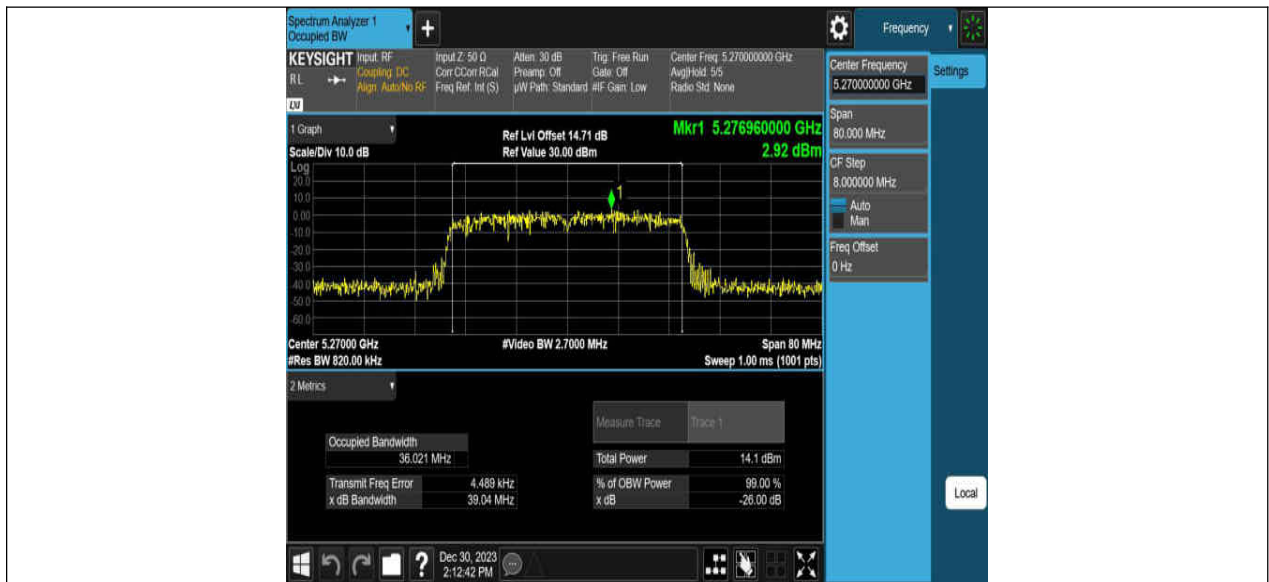 Spectrum Analyzer 1
Occupied BW
+
Frequency
KEYSIGHT
RL
LXI
Input: RF
Coupling: DC
Align: Auto/No RF
Input Z: 50 Ω
Corr CCorr RCal
Freq Ref: Int (S)
Atten: 30 dB
Preamp: Off
µW Path: Standard
Trig: Free Run
Gate: Off
#IF Gain: Low
Center Freq: 5.270000000 GHz
Avg|Hold: 5/5
Radio Std: None
Center Frequency
5.270000000 GHz
Settings
Span
80.000 MHz
CF Step
8.000000 MHz
Auto
Man
Freq Offset
0 Hz
1 Graph
Scale/Div 10.0 dB
Ref Lvl Offset 14.71 dB
Ref Value 30.00 dBm
Mkr1 5.276960000 GHz
2.92 dBm
Log
20.0
10.0
0.00
-10.0
-20.0
-30.0
-40.0
-50.0
-60.0
1
Center 5.27000 GHz
#Res BW 820.00 kHz
#Video BW 2.7000 MHz
Span 80 MHz
Sweep 1.00 ms (1001 pts)
2 Metrics
Measure Trace
Trace 1
Occupied Bandwidth
36.021 MHz
Total Power
14.1 dBm
Transmit Freq Error
4.489 kHz
% of OBW Power
99.00 %
x dB Bandwidth
39.04 MHz
x dB
-26.00 dB
Local
?
Dec 30, 2023
2:12:42 PM